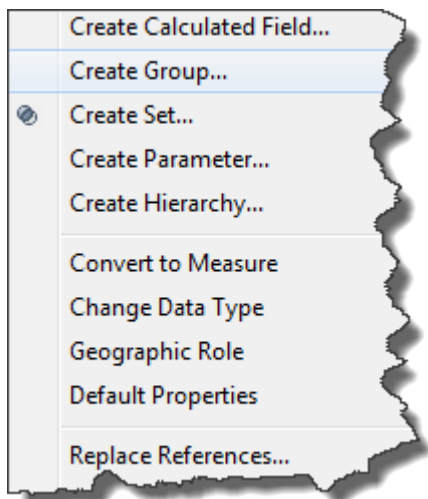 Create Calculated Field...
Create Group...
Create Set...
Create Parameter...
Create Hierarchy...
Convert to Measure
Change Data Type
Geographic Role
Default Properties
Replace References...